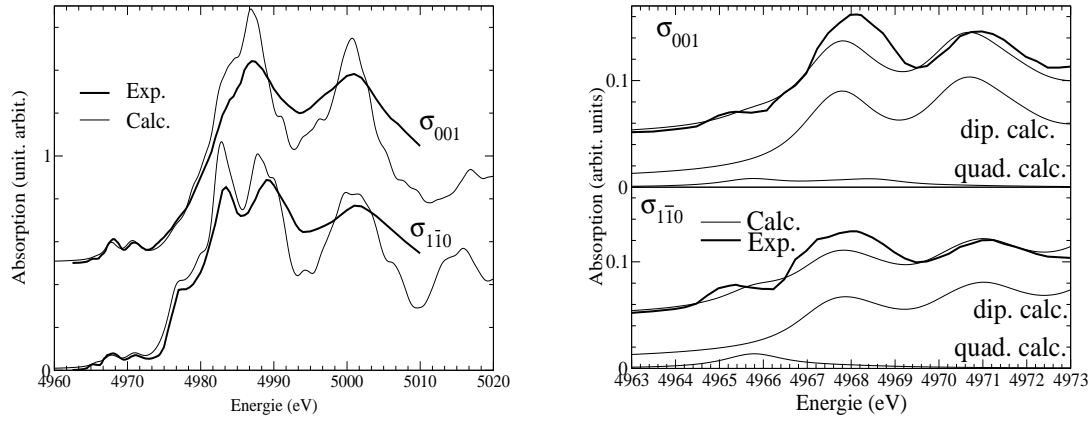 Absorption (unit. arbit.)
1
0
Exp.
Calc.
σ001
σ11̄0
4960 4970 4980 4990 5000 5010 5020
Energie (eV)
Absorption (arbit. units)
σ001
0.1
dip. calc.
quad. calc.
0
σ11̄0
Calc.
Exp.
0.1
dip. calc.
quad. calc.
0
4963 4964 4965 4966 4967 4968 4969 4970 4971 4972 4973
Energie (eV)